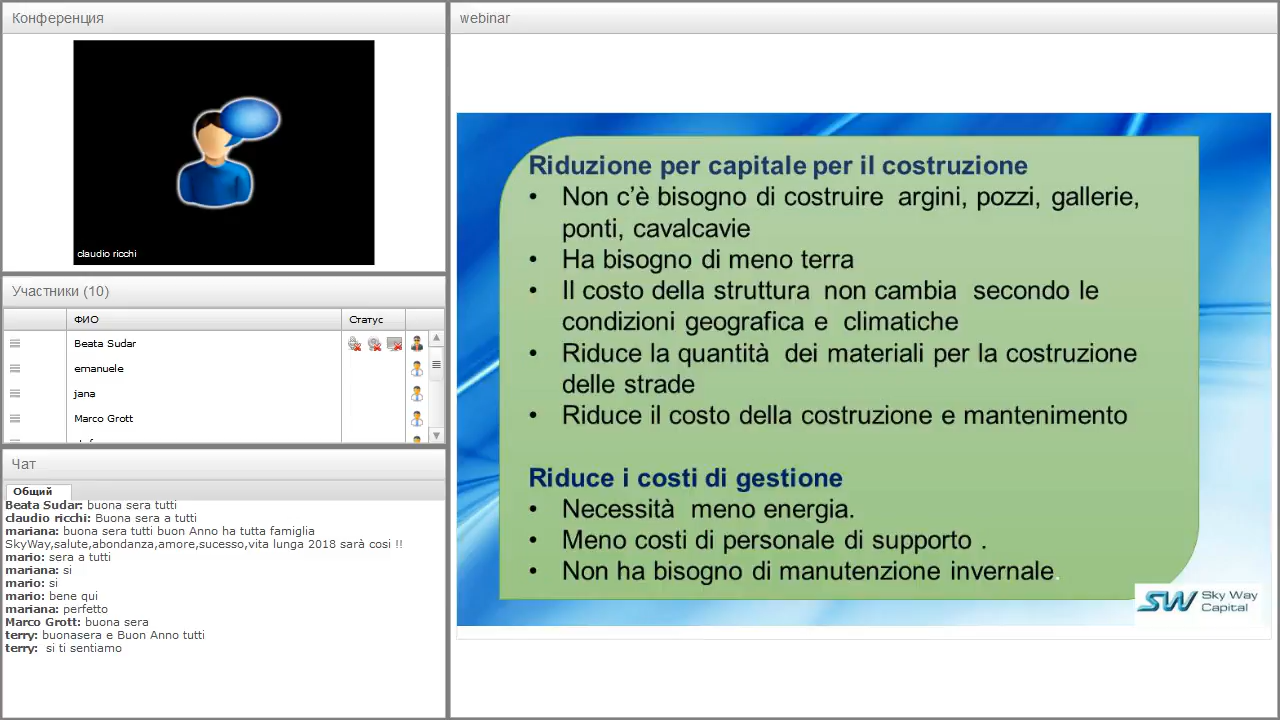 Конференция
claudio ricchi
Участники (10)
ФИО
Статус
Beata Sudar
emanuele
jana
Marco Grott
Чат
Общий
Beata Sudar: buona sera tutti
claudio ricchi: Buona sera a tutti
mariana: buona sera tutti buon Anno ha tutta famiglia
SkyWay,salute,abondanza,amore,sucesso,vita lunga 2018 sarà cosi !!
mario: sera a tutti
mariana: si
mario: si
mario: bene qui
mariana: perfetto
Marco Grott: buona sera
terry: buonasera e Buon Anno tutti
terry: si ti sentiamo
webinar
Riduzione per capitale per il costruzione
• Non c’è bisogno di costruire argini, pozzi, gallerie,
ponti, cavalcavie
• Ha bisogno di meno terra
• Il costo della struttura non cambia secondo le
condizioni geografica e climatiche
• Riduce la quantità dei materiali per la costruzione
delle strade
• Riduce il costo della costruzione e mantenimento
Riduce i costi di gestione
• Necessità meno energia.
• Meno costi di personale di supporto .
• Non ha bisogno di manutenzione invernale.
SW Sky Way
Capital